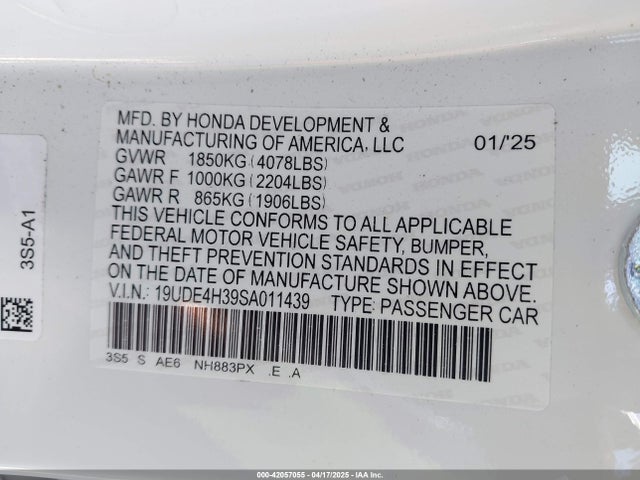 MFD. BY HONDA DEVELOPMENT &
MANUFACTURING OF AMERICA, LLC 01/'25
GVWR 1850KG (4078LBS)
GAWR F 1000KG (2204LBS)
GAWR R 865KG (1906LBS)
THIS VEHICLE CONFORMS TO ALL APPLICABLE
FEDERAL MOTOR VEHICLE SAFETY, BUMPER,
AND THEFT PREVENTION STANDARDS IN EFFECT
ON THE DATE OF MANUFACTURE SHOWN ABOVE.
V.I.N.: 19UDE4H39SA011439 TYPE: PASSENGER CAR
3S5 S AE6 NH883PX .E .A
3S5-A1
000-42057055 - 04/17/2025 - IAA Inc.